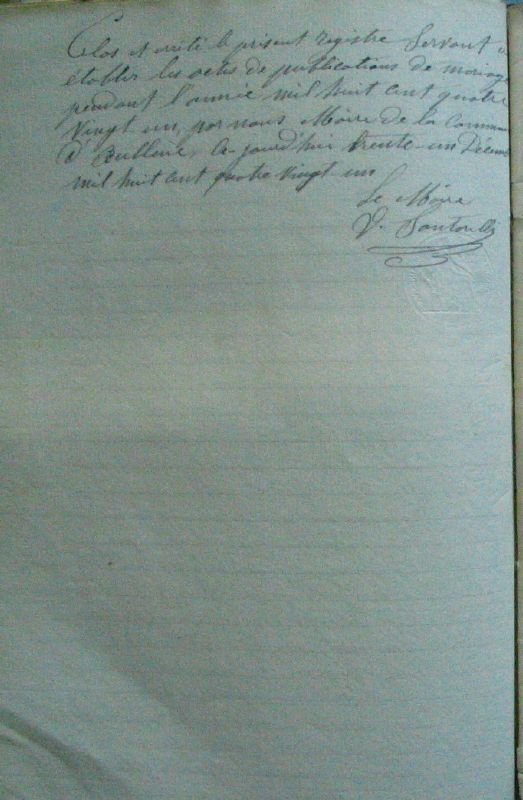 Clos et arrêté le présent registre servant à
établir les actes de publications de mariage
pendant l'année mil huit cent quatre
vingt un, par nous Maire de la Commune
d', Ce jourd'hui trente-un Décemb
mil huit cent quatre vingt un
Le Maire